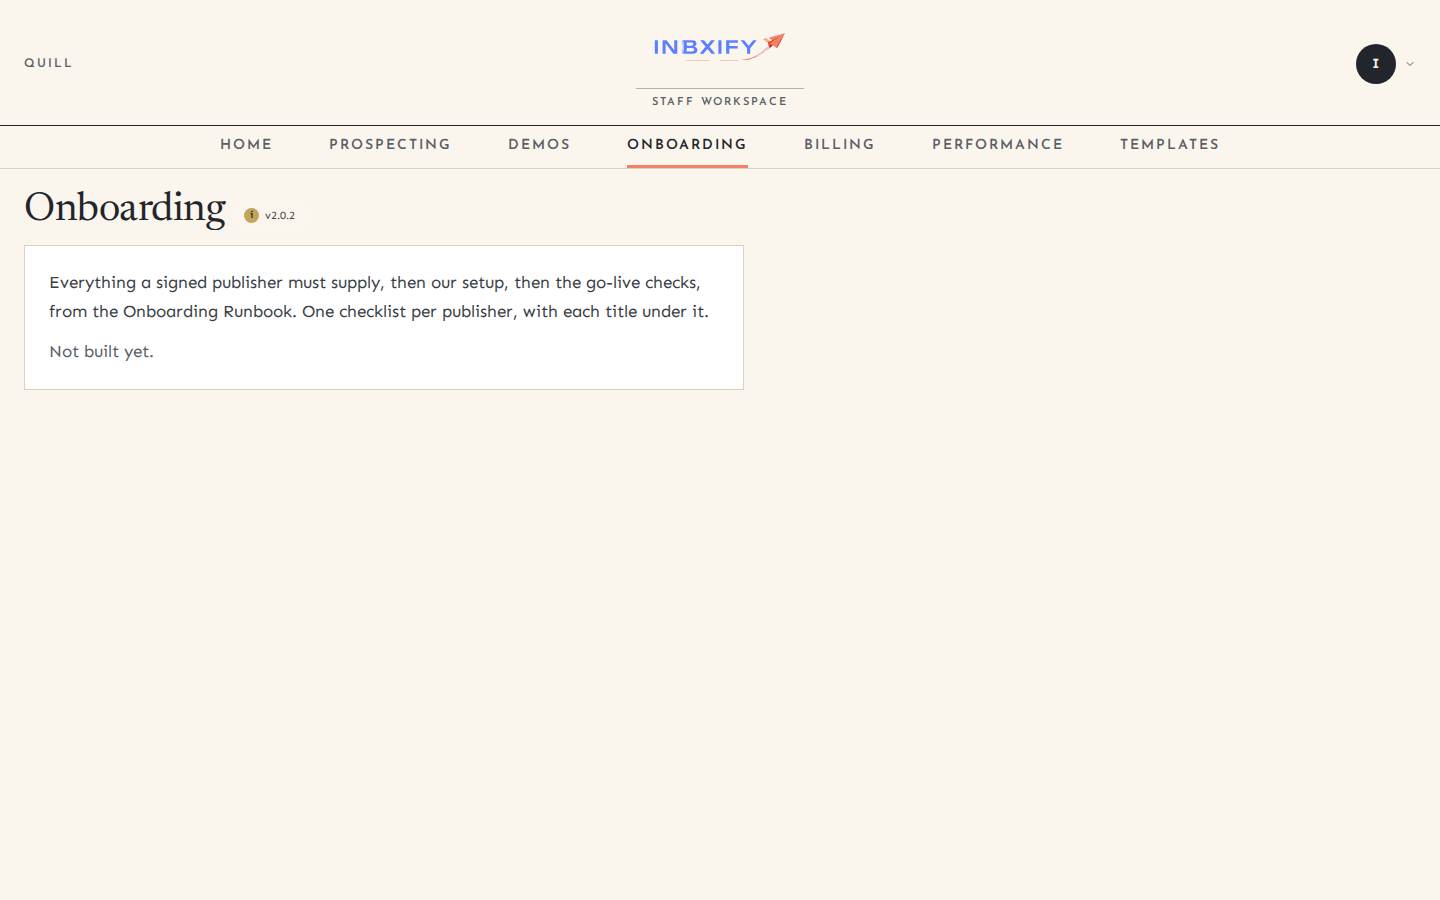 QUILL
INBXIFY
STAFF WORKSPACE
I
HOME PROSPECTING DEMOS ONBOARDING BILLING PERFORMANCE TEMPLATES
Onboarding
i v2.0.2
Everything a signed publisher must supply, then our setup, then the go-live checks,
from the Onboarding Runbook. One checklist per publisher, with each title under it.
Not built yet.